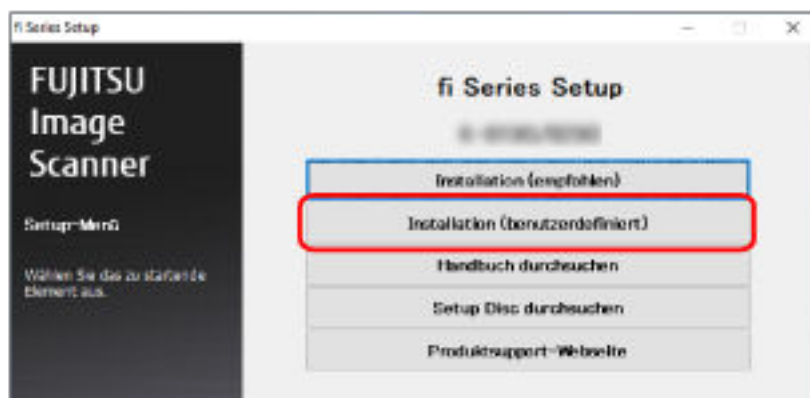 fi Series Setup
FUJITSU
Image
Scanner
Setup-Menü
Wählen Sie das zu startende
Element aus.
fi Series Setup
Installation (empfohlen)
Installation (benutzerdefiniert)
Handbuch durchsuchen
Setup Disc durchsuchen
Produktsupport-Webseite